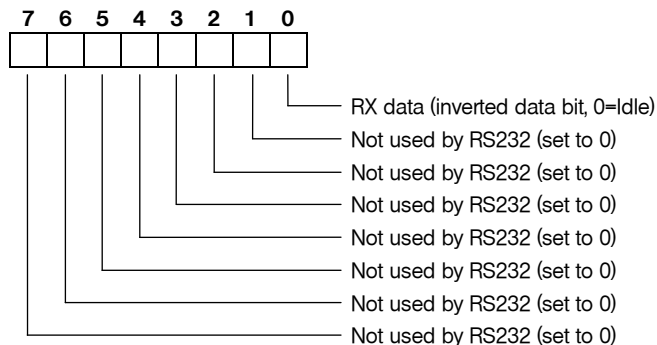 7 6 5 4 3 2 1 0
RX data (inverted data bit, 0=Idle)
Not used by RS232 (set to 0)
Not used by RS232 (set to 0)
Not used by RS232 (set to 0)
Not used by RS232 (set to 0)
Not used by RS232 (set to 0)
Not used by RS232 (set to 0)
Not used by RS232 (set to 0)